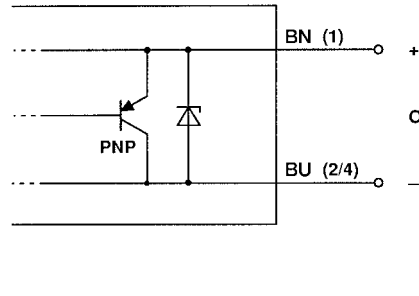 BN (1)
+
PNP
BU (2/4)
–